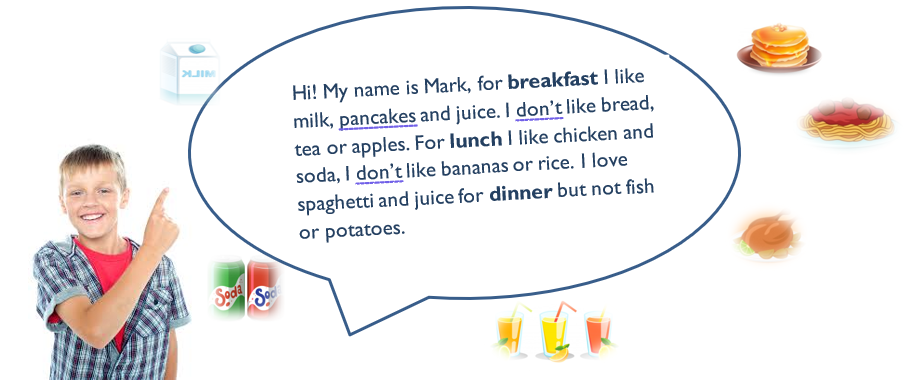 Hi! My name is Mark, for breakfast I like
milk, pancakes and juice. I don't like bread,
tea or apples. For lunch I like chicken and
soda, I don't like bananas or rice. I love
spaghetti and juice for dinner but not fish
or potatoes.
MILK
Soda
So